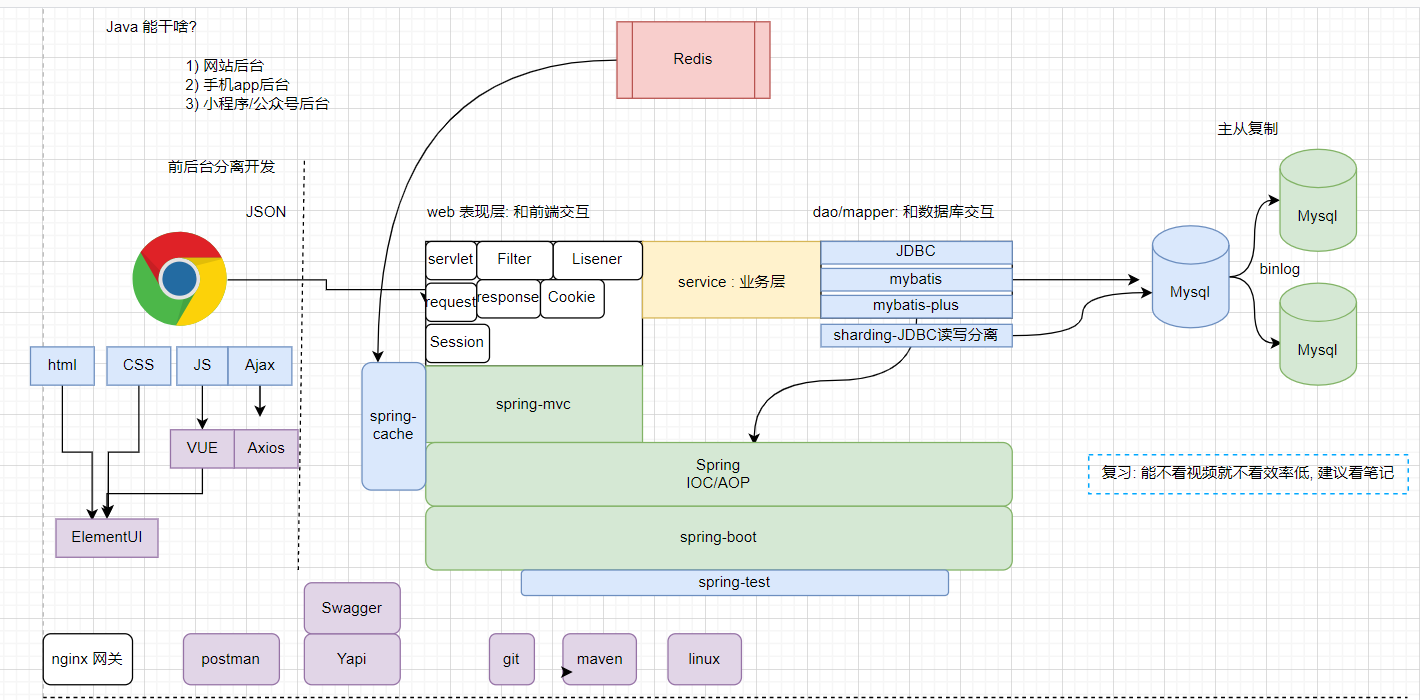 Java 能干啥?
1) 网站后台
2) 手机app后台
3) 小程序/公众号后台
Redis
主从复制
前后台分离开发
JSON
web 表现层: 和前端交互
dao/mapper: 和数据库交互
servlet
Filter
Lisener
request
response
Cookie
Session
service : 业务层
JDBC
mybatis
mybatis-plus
sharding-JDBC读写分离
Mysql
binlog
Mysql
Mysql
html
CSS
JS
Ajax
VUE
Axios
ElementUI
spring-
cache
spring-mvc
Spring
IOC/AOP
spring-boot
spring-test
复习: 能不看视频就不看效率低, 建议看笔记
Swagger
nginx 网关
postman
Yapi
git
maven
linux